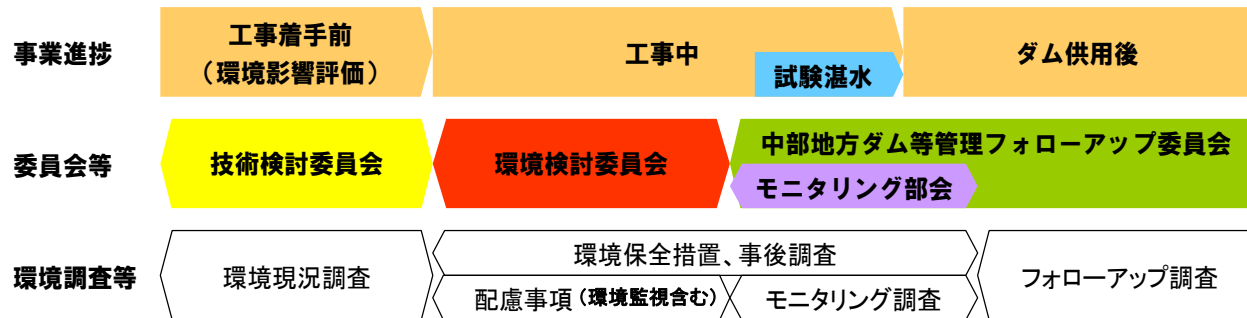 事業進捗
工事着手前
（環境影響評価）
工事中
試験湛水
ダム供用後
委員会等
技術検討委員会
環境検討委員会
中部地方ダム等管理フォローアップ委員会
モニタリング部会
環境調査等
環境現況調査
環境保全措置、事後調査
配慮事項（環境監視含む）
モニタリング調査
フォローアップ調査